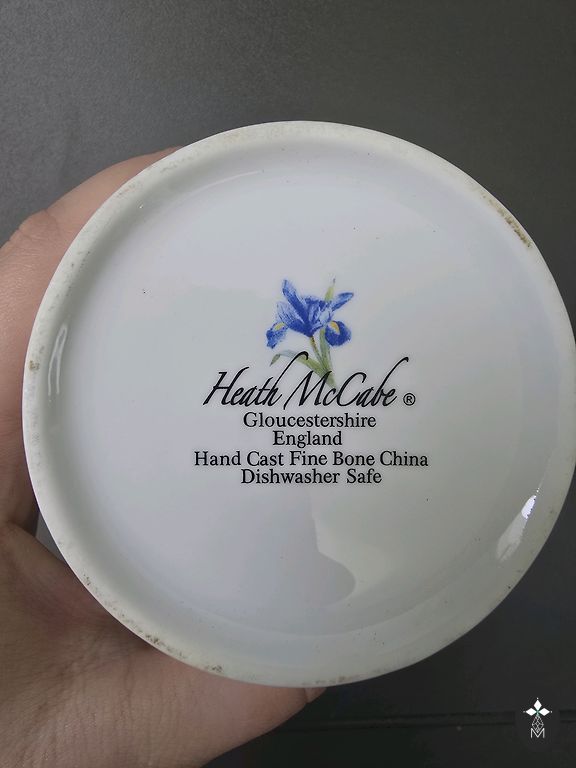 Heath McCabe ®
Gloucestershire
England
Hand Cast Fine Bone China
Dishwasher Safe
M